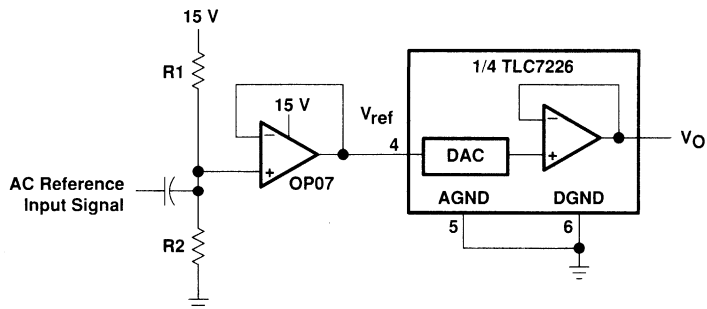 15 V
R1
1/4 TLC7226
15 V
Vref
4
−
+
OP07
DAC
−
+
VO
AC Reference
Input Signal
AGND
DGND
R2
5
6